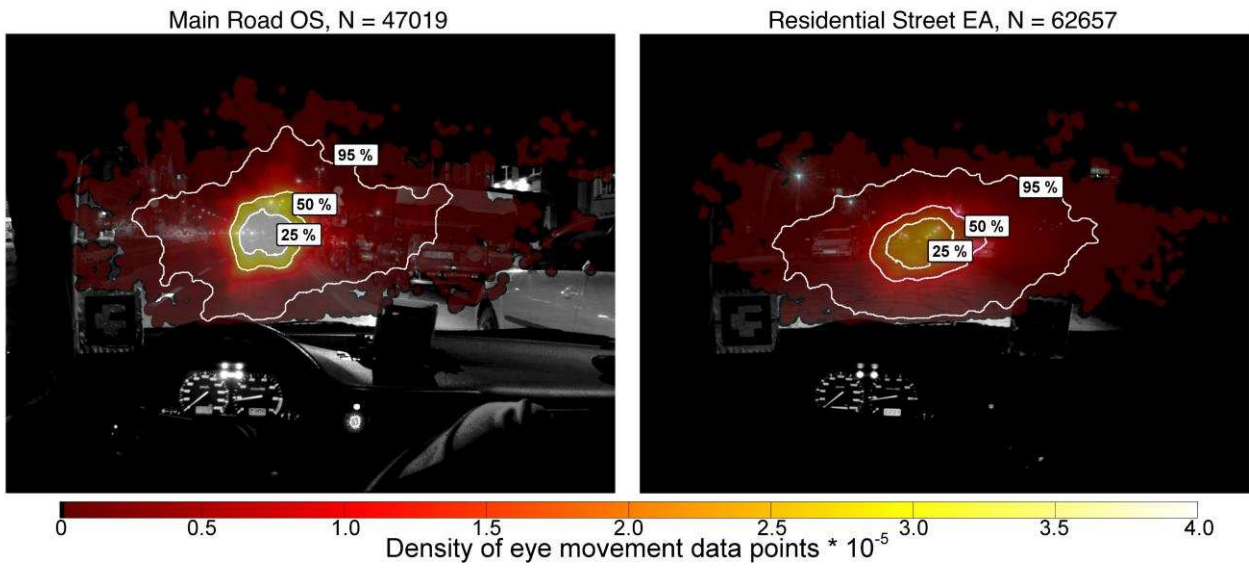 Main Road OS, N = 47019
Residential Street EA, N = 62657
95 %
50 %
25 %
95 %
50 %
25 %
0 0.5 1.0 1.5 2.0 2.5 3.0 3.5 4.0
Density of eye movement data points * 10⁻⁵